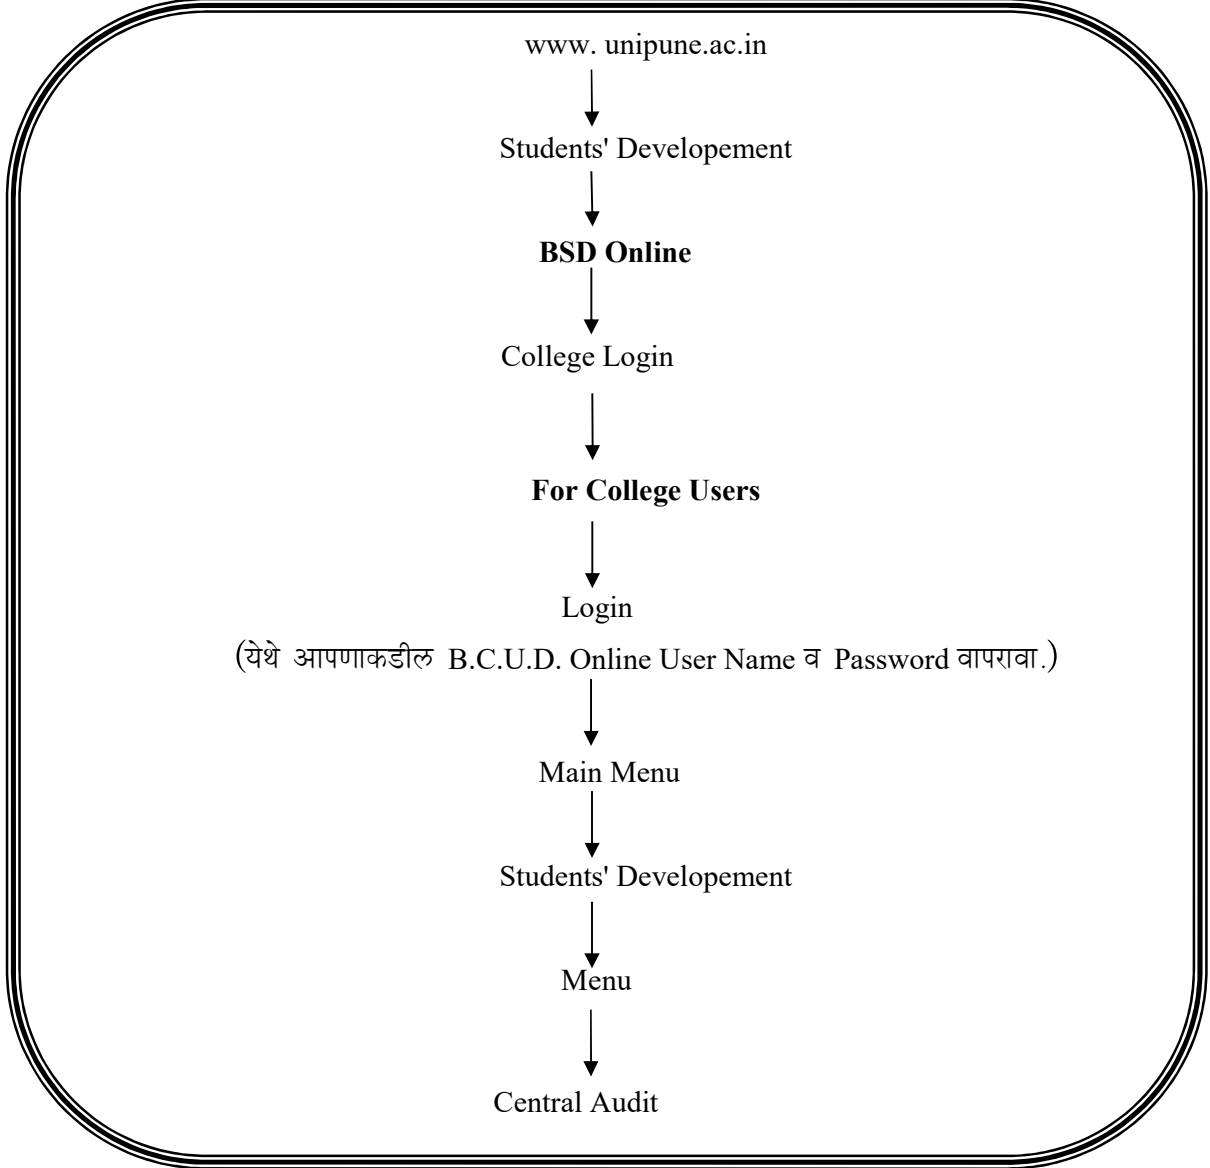 www. unipune.ac.in
Students' Developement
BSD Online
College Login
For College Users
Login
(येथे आपणाकडील B.C.U.D. Online User Name व Password वापरावा.)
Main Menu
Students' Developement
Menu
Central Audit